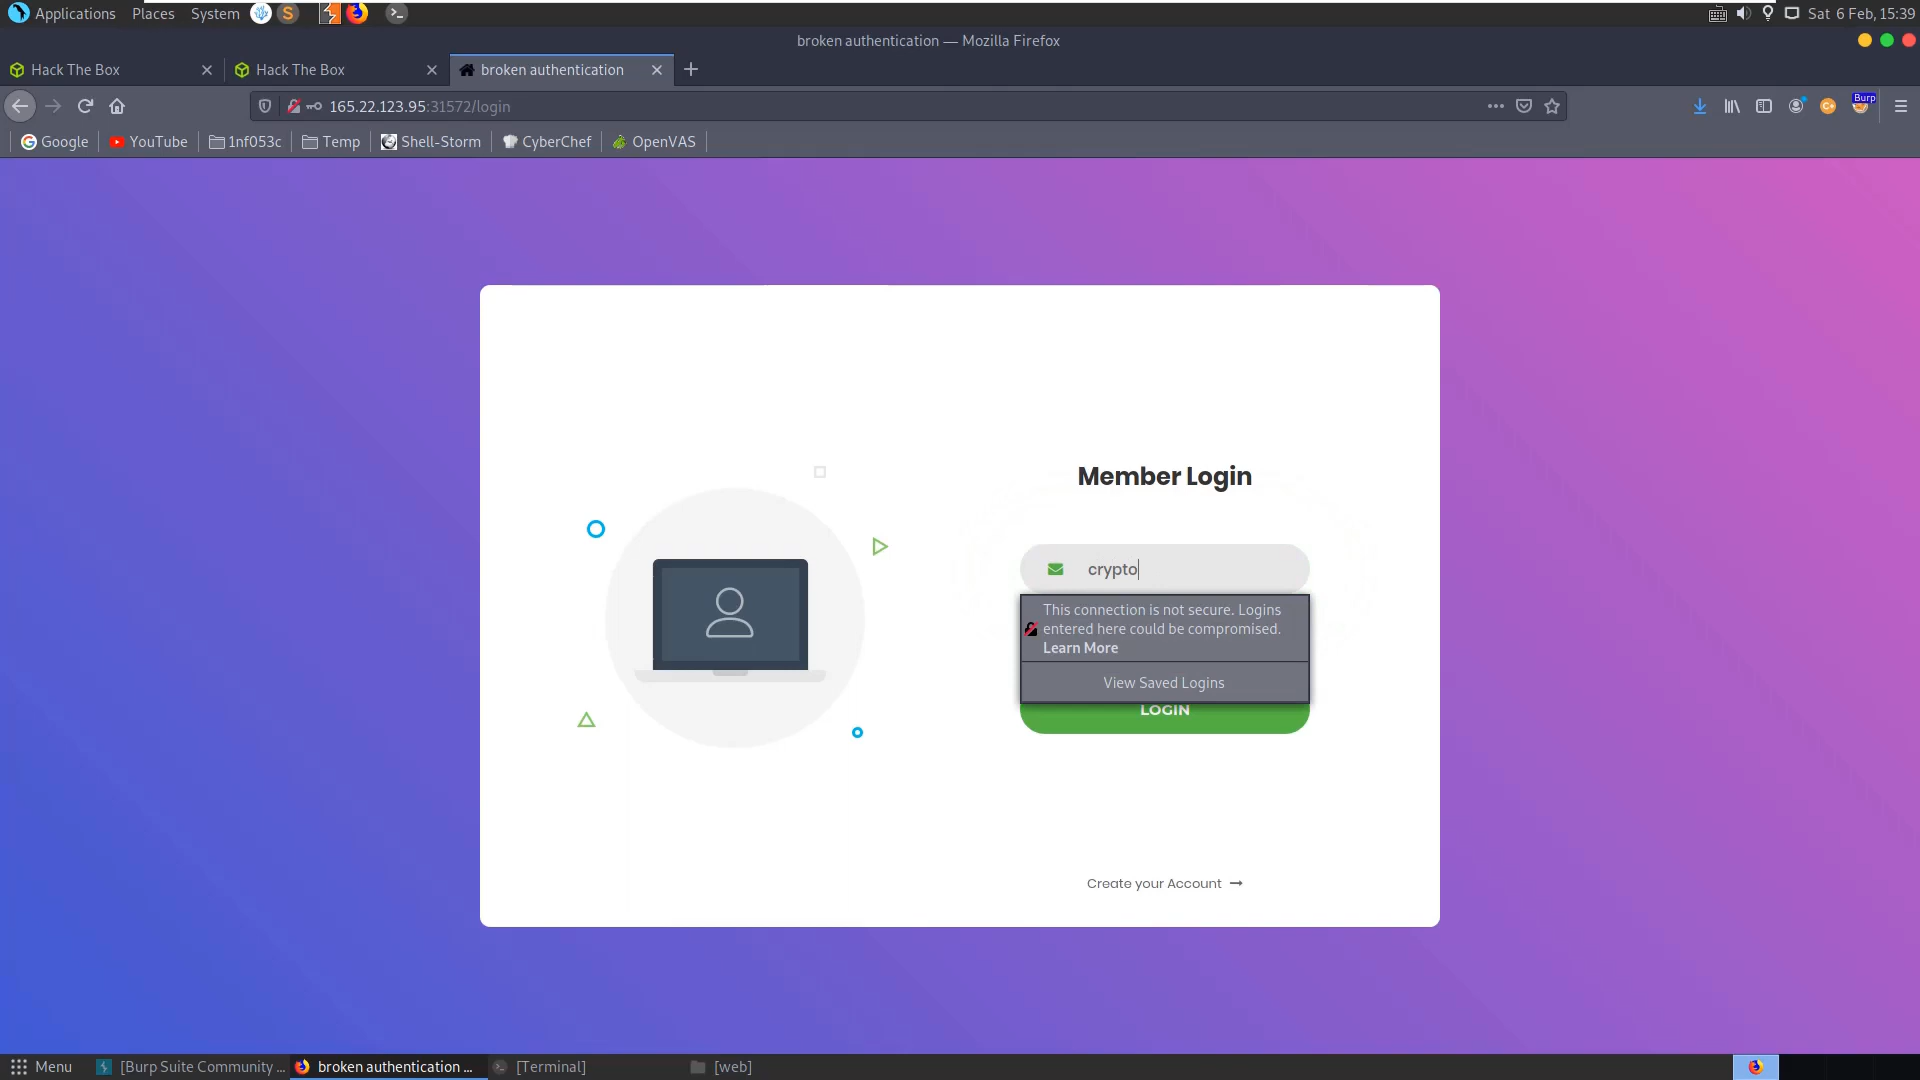 Applications Places System Sat 6 Feb, 15:39
broken authentication — Mozilla Firefox
Hack The Box Hack The Box broken authentication
165.22.123.95:31572/login Burp
Google YouTube 1nf053c Temp Shell-Storm CyberChef OpenVAS
Member Login
crypto
This connection is not secure. Logins
entered here could be compromised.
Learn More
View Saved Logins
LOGIN
Create your Account
Menu [Burp Suite Community ... broken authentication ... [Terminal] [web]